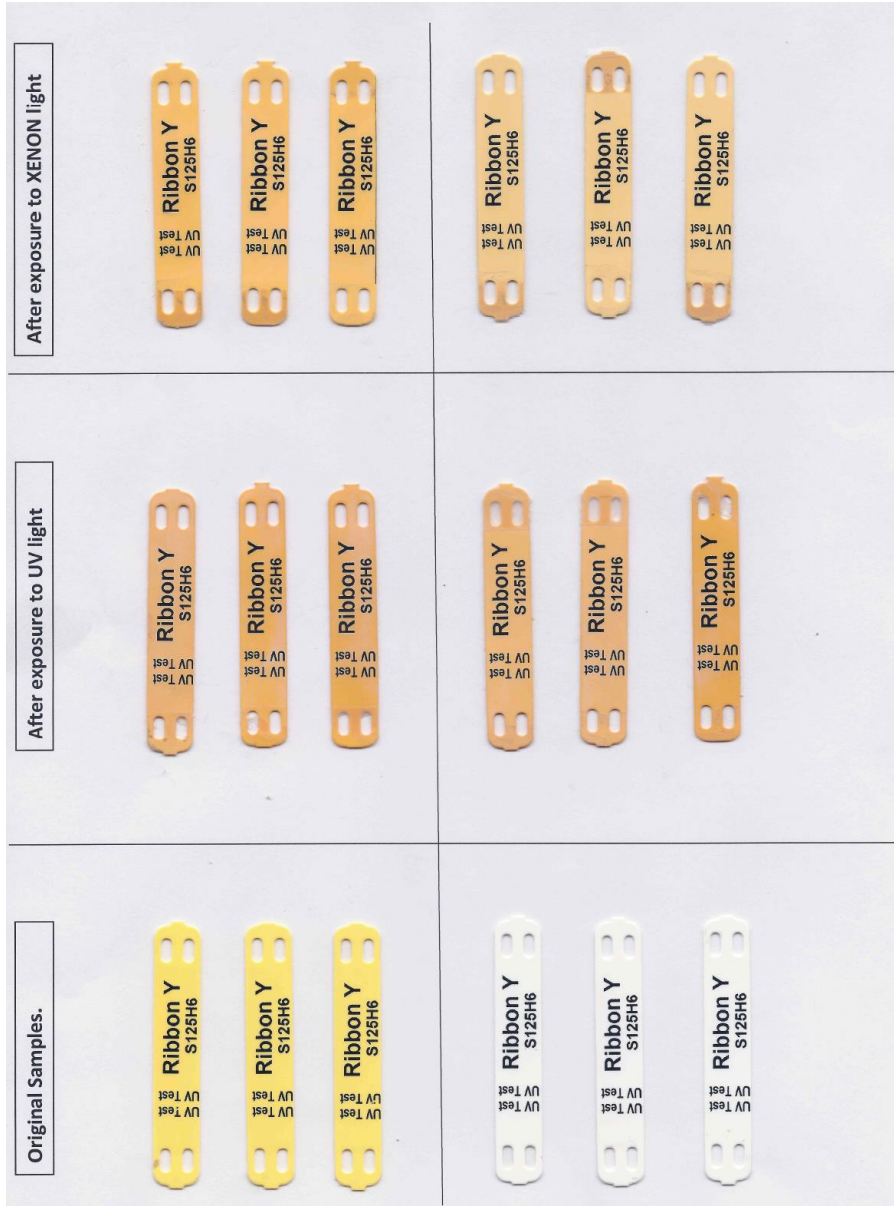 Original Samples.
UV Test
UV Test
Ribbon Y
S125H6
UV Test
UV Test
Ribbon Y
S125H6
UV Test
UV Test
Ribbon Y
S125H6
UV Test
UV Test
Ribbon Y
S125H6
UV Test
UV Test
Ribbon Y
S125H6
UV Test
UV Test
Ribbon Y
S125H6
After exposure to UV light
UV Test
UV Test
Ribbon Y
S125H6
UV Test
UV Test
Ribbon Y
S125H6
UV Test
UV Test
Ribbon Y
S125H6
UV Test
UV Test
Ribbon Y
S125H6
UV Test
UV Test
Ribbon Y
S125H6
UV Test
UV Test
Ribbon Y
S125H6
After exposure to XENON light
UV Test
UV Test
Ribbon Y
S125H6
UV Test
UV Test
Ribbon Y
S125H6
UV Test
UV Test
Ribbon Y
S125H6
UV Test
UV Test
Ribbon Y
S125H6
UV Test
UV Test
Ribbon Y
S125H6
UV Test
UV Test
Ribbon Y
S125H6